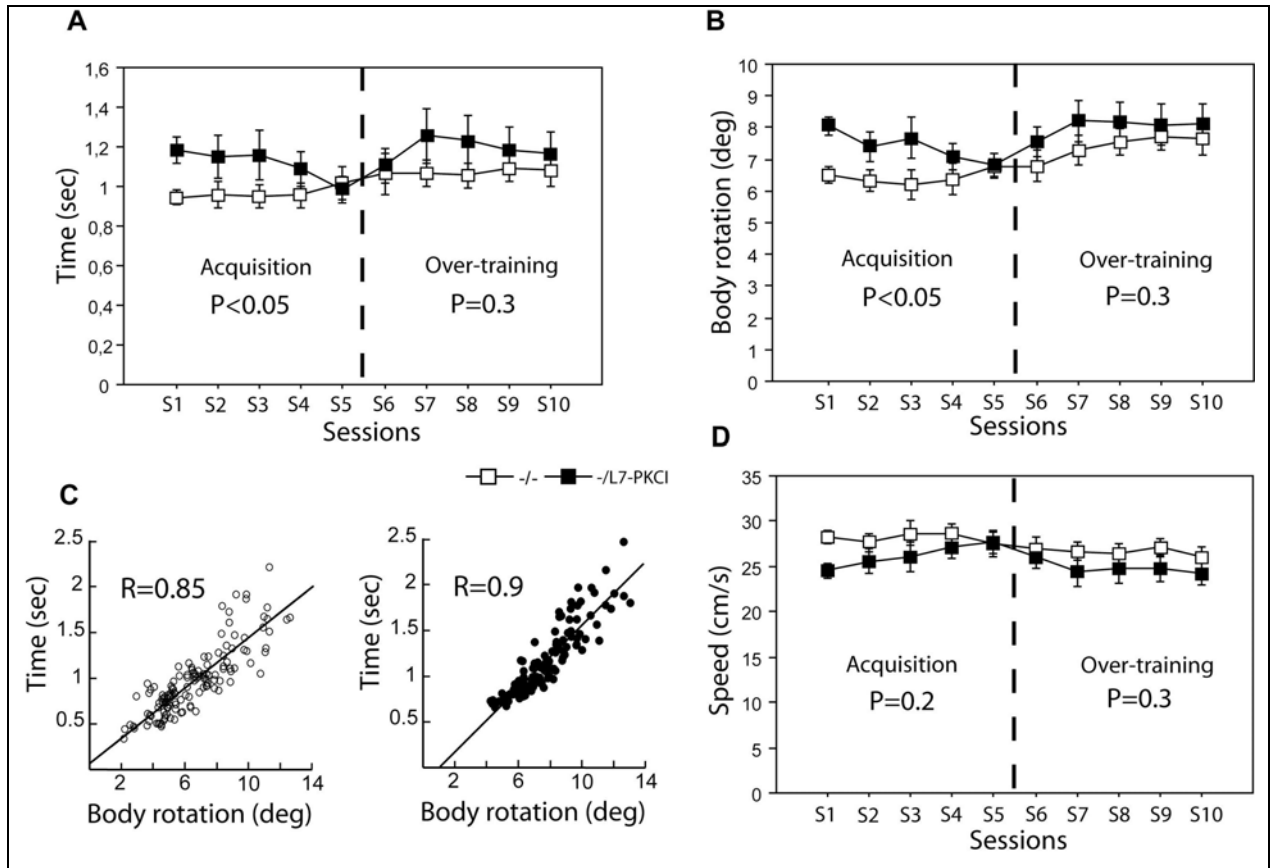 A
1,6
1,4
1,2
1
0,8
0,6
0,4
0,2
0
Time (sec)
Acquisition
P<0.05
Over-training
P=0.3
S1 S2 S3 S4 S5 S6 S7 S8 S9 S10
Sessions
B
10
9
8
7
6
5
4
3
2
1
0
Body rotation (deg)
Acquisition
P<0.05
Over-training
P=0.3
S1 S2 S3 S4 S5 S6 S7 S8 S9 S10
Sessions
-/- -/L7-PKCI
C
2.5
2
1.5
1
0.5
Time (sec)
R=0.85
2 6 10 14
Body rotation (deg)
2.5
2
1.5
1
0.5
Time (sec)
R=0.9
2 6 10 14
Body rotation (deg)
D
35
30
25
20
15
10
5
0
Speed (cm/s)
Acquisition
P=0.2
Over-training
P=0.3
S1 S2 S3 S4 S5 S6 S7 S8 S9 S10
Sessions